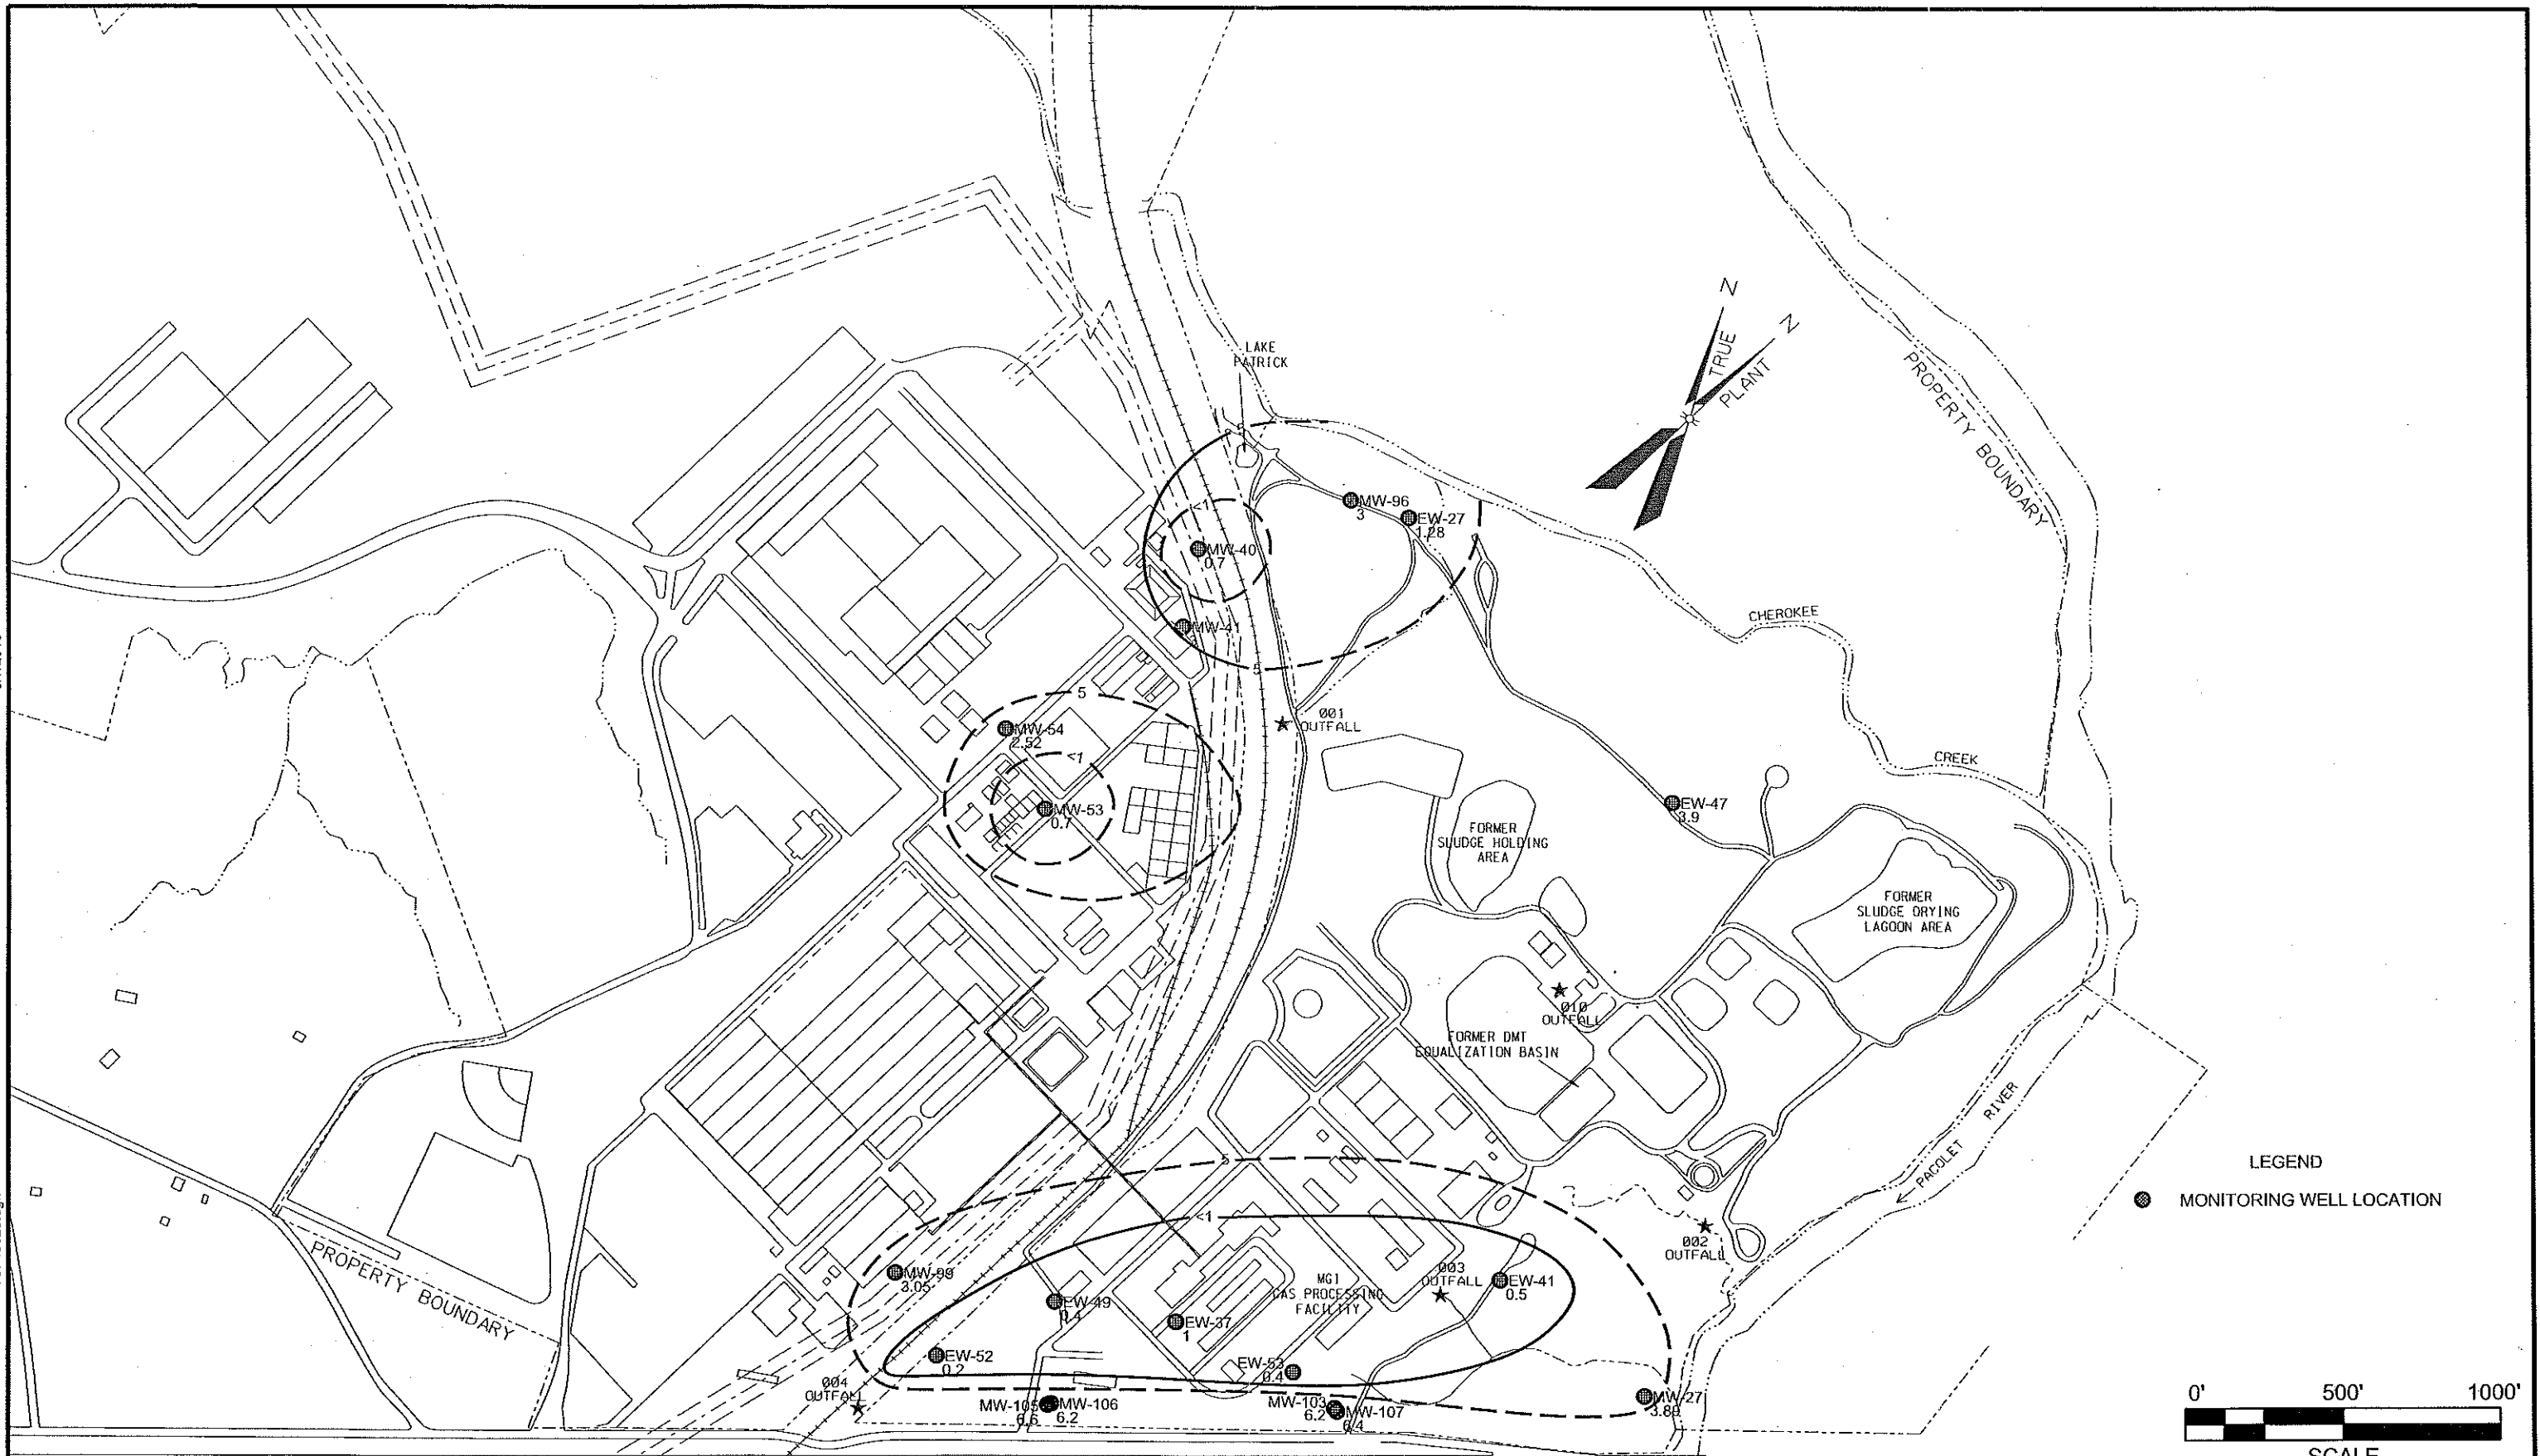 LAKE
PATRICK
N
TRUE
N
PLANT
PROPERTY BOUNDARY
<1
MW-96
3
EW-27
1.28
MW-40
0.7
MW-41
5
CHEROKEE
CREEK
5
MW-54
2.52
<1
MW-53
0.7
001
OUTFALL
EW-47
3.9
FORMER
SLUDGE HOLDING
AREA
FORMER
SLUDGE DRYING
LAGOON AREA
010
OUTFALL
FORMER DMT
EQUALIZATION BASIN
PACOLET RIVER
5
<1
002
OUTFALL
003
OUTFALL
EW-41
0.5
MGI
GAS PROCESSING
FACILITY
MW-99
3.05
EW-49
0.4
EW-37
1
EW-52
0.2
EW-53
0.4
004
OUTFALL
MW-105
6.6
MW-106
6.2
MW-103
6.2
MW-107
6.4
MW-27
3.89
PROPERTY BOUNDARY
LEGEND
MONITORING WELL LOCATION
0' 500' 1000'
SCALE